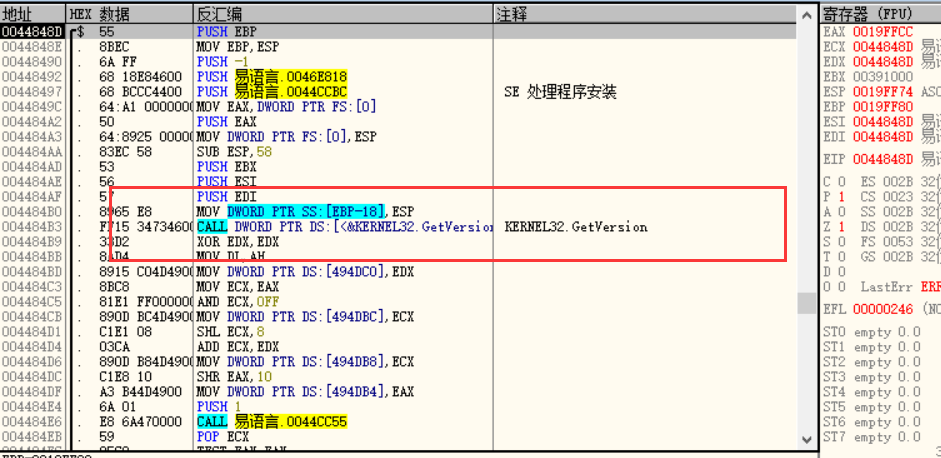 地址 HEX 数据 反汇编 注释 寄存器 (FPU)
0044848D ┌$ 55 PUSH EBP EAX 0019FFCC
0044848E . 8BEC MOV EBP,ESP ECX 0044848D 易语
00448490 . 6A FF PUSH -1 EDX 0044848D 易语
00448492 . 68 18E84600 PUSH 易语言.0046E818 EBX 00391000
00448497 . 68 BCCC4400 PUSH 易语言.0044CCBC SE 处理程序安装 ESP 0019FF74 ASC
0044849C . 64:A1 0000000 MOV EAX,DWORD PTR FS:[0] EBP 0019FF80
004484A2 . 50 PUSH EAX ESI 0044848D 易语
004484A3 . 64:8925 00000 MOV DWORD PTR FS:[0],ESP EDI 0044848D 易语
004484AA . 83EC 58 SUB ESP,58
004484AD . 53 PUSH EBX EIP 0044848D 易语
004484AE . 56 PUSH ESI C 0 ES 002B 32
004484AF . 57 PUSH EDI P 1 CS 0023 32
004484B0 . 8965 E8 MOV DWORD PTR SS:[EBP-18],ESP A 0 SS 002B 32
004484B3 . FF15 34734600 CALL DWORD PTR DS:[<&KERNEL32.GetVersion KERNEL32.GetVersion Z 1 DS 002B 32
004484B9 . 33D2 XOR EDX,EDX S 0 FS 0053 32
004484BB . 8AD4 MOV DL,AH T 0 GS 002B 32
004484BD . 8915 C04D4900 MOV DWORD PTR DS:[494DC0],EDX D 0
004484C3 . 8BC8 MOV ECX,EAX O 0 LastErr ERR
004484C5 . 81E1 FF000000 AND ECX,0FF
004484CB . 890D BC4D4900 MOV DWORD PTR DS:[494DBC],ECX EFL 00000246 (NO
004484D1 . C1E1 08 SHL ECX,8 ST0 empty 0.0
004484D4 . 03CA ADD ECX,EDX ST1 empty 0.0
004484D6 . 890D B84D4900 MOV DWORD PTR DS:[494DB8],ECX ST2 empty 0.0
004484DC . C1E8 10 SHR EAX,10 ST3 empty 0.0
004484DF . A3 B44D4900 MOV DWORD PTR DS:[494DB4],EAX ST4 empty 0.0
004484E4 . 6A 01 PUSH 1 ST5 empty 0.0
004484E6 . E8 6A470000 CALL 易语言.0044CC55 ST6 empty 0.0
004484EB . 59 POP ECX ST7 empty 0.0